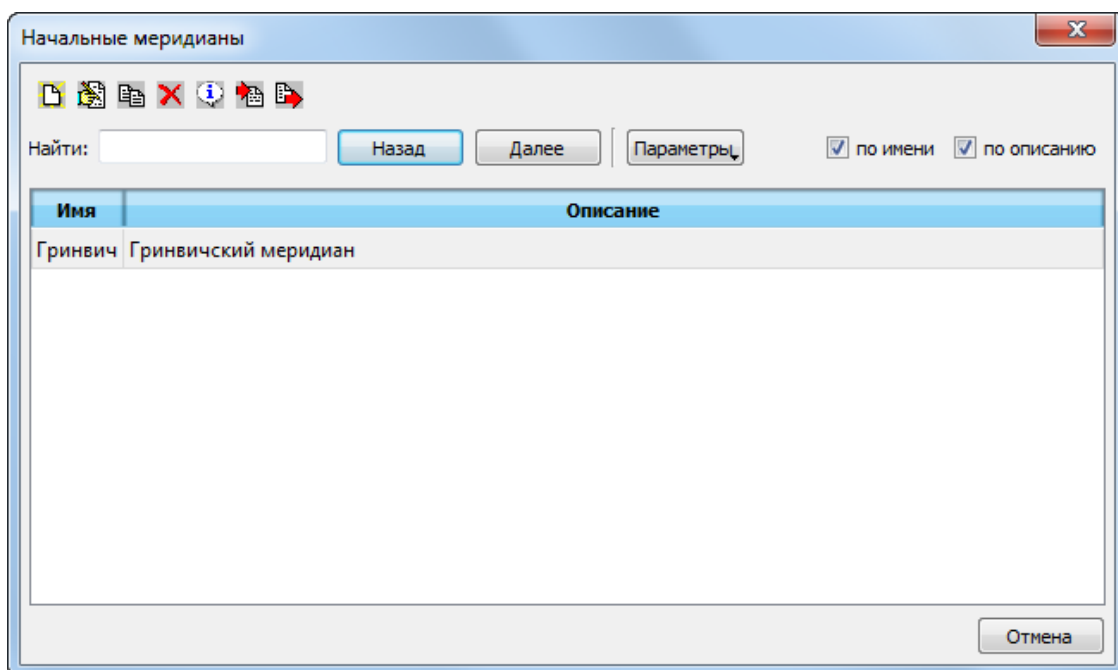 Начальные меридианы
Найти: Назад Далее Параметры по имени по описанию
Имя Описание
Гринвич Гринвичский меридиан
Отмена